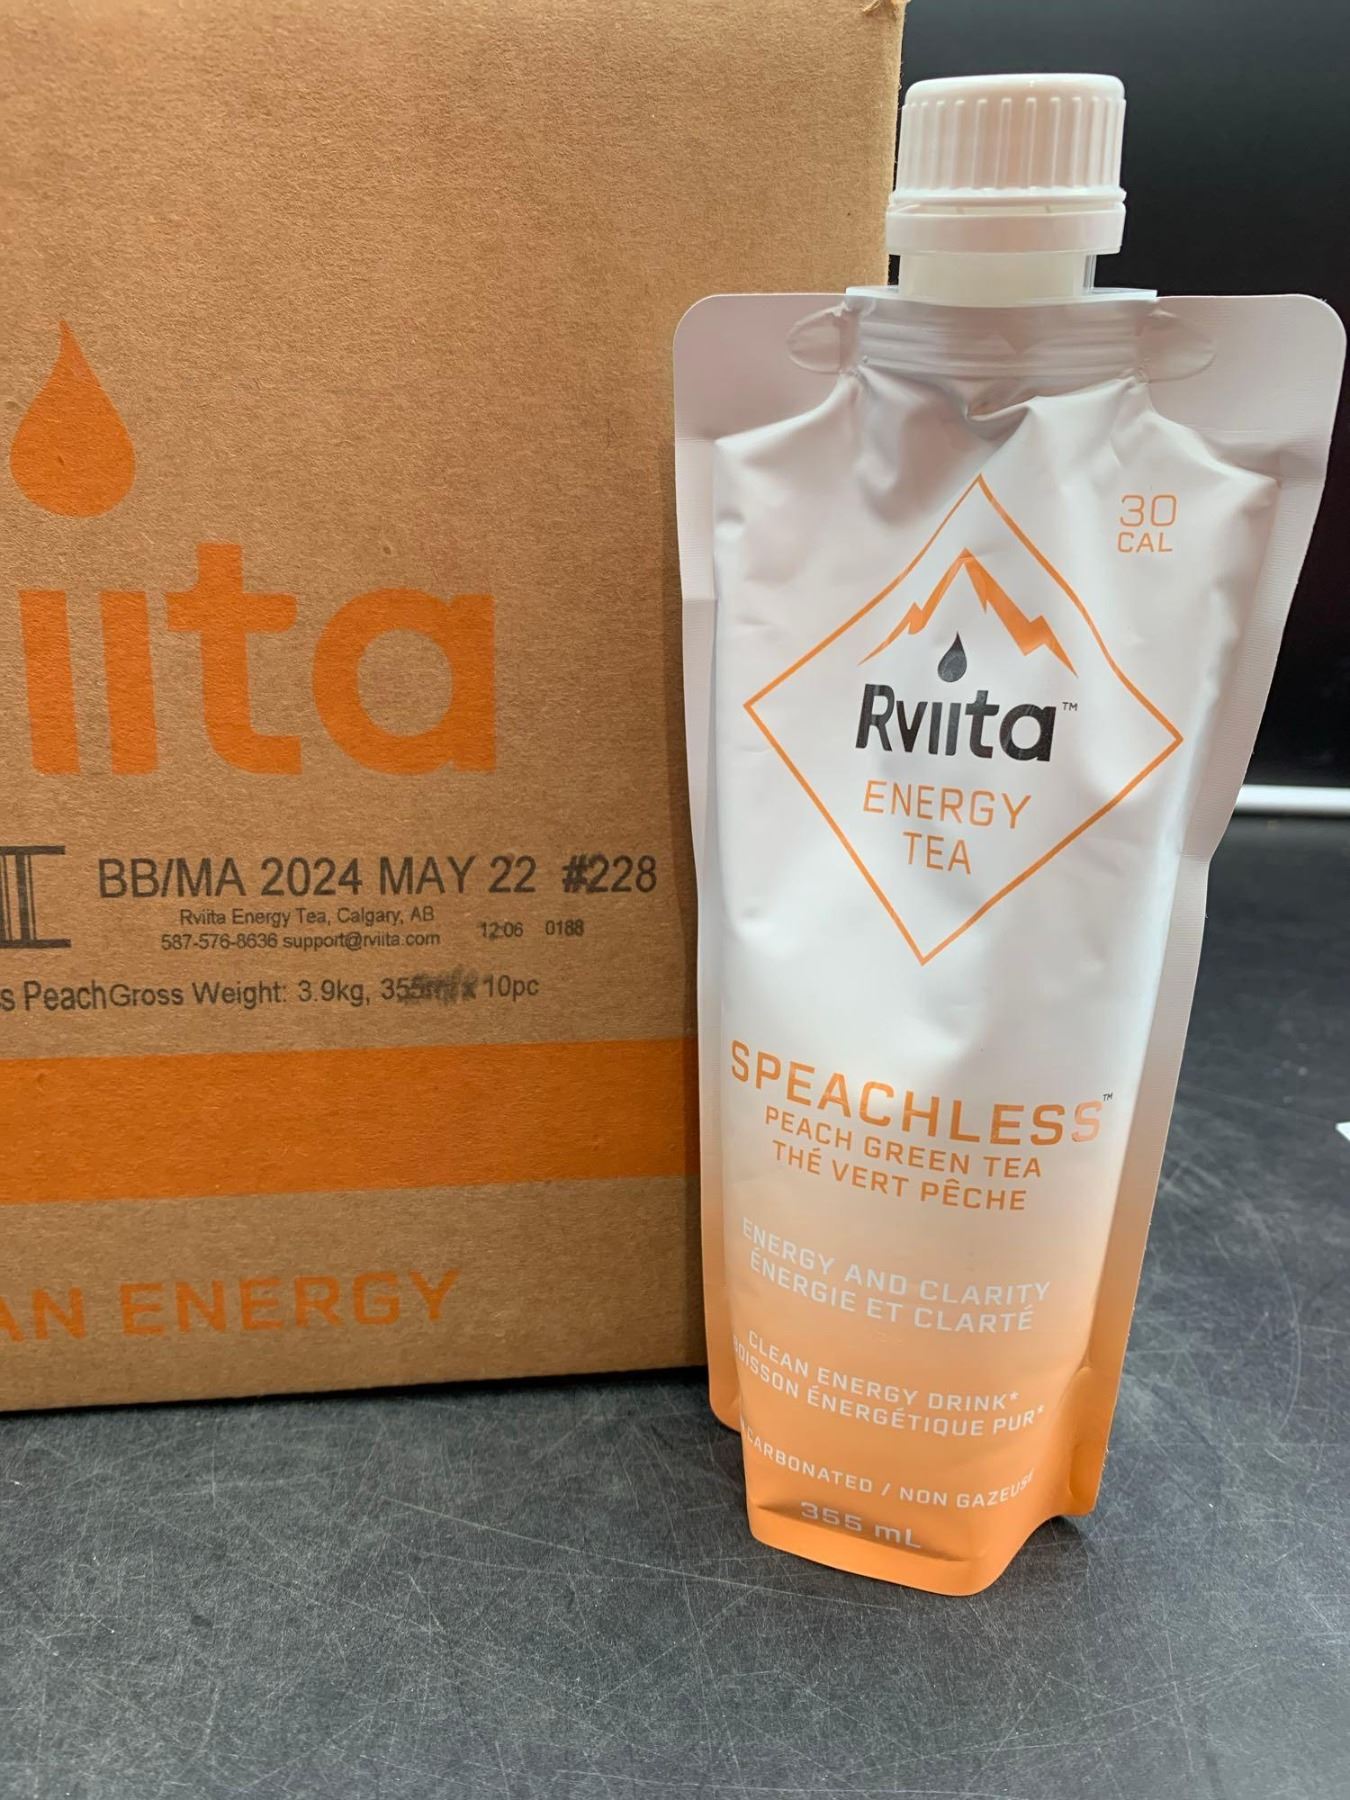 iita
BB/MA 2024 MAY 22 #228
Rviita Energy Tea, Calgary, AB
587-576-8636 support@rviita.com
12:06 0188
s Peach Gross Weight: 3.9kg, 355ml x 10pc
AN ENERGY
30
CAL
Rviita™
ENERGY
TEA
SPEACHLESS™
PEACH GREEN TEA
THÉ VERT PÊCHE
ENERGY AND CLARITY
ÉNERGIE ET CLARTÉ
CLEAN ENERGY DRINK*
BOISSON ÉNERGÉTIQUE PUR*
CARBONATED / NON GAZEUSE
355 mL